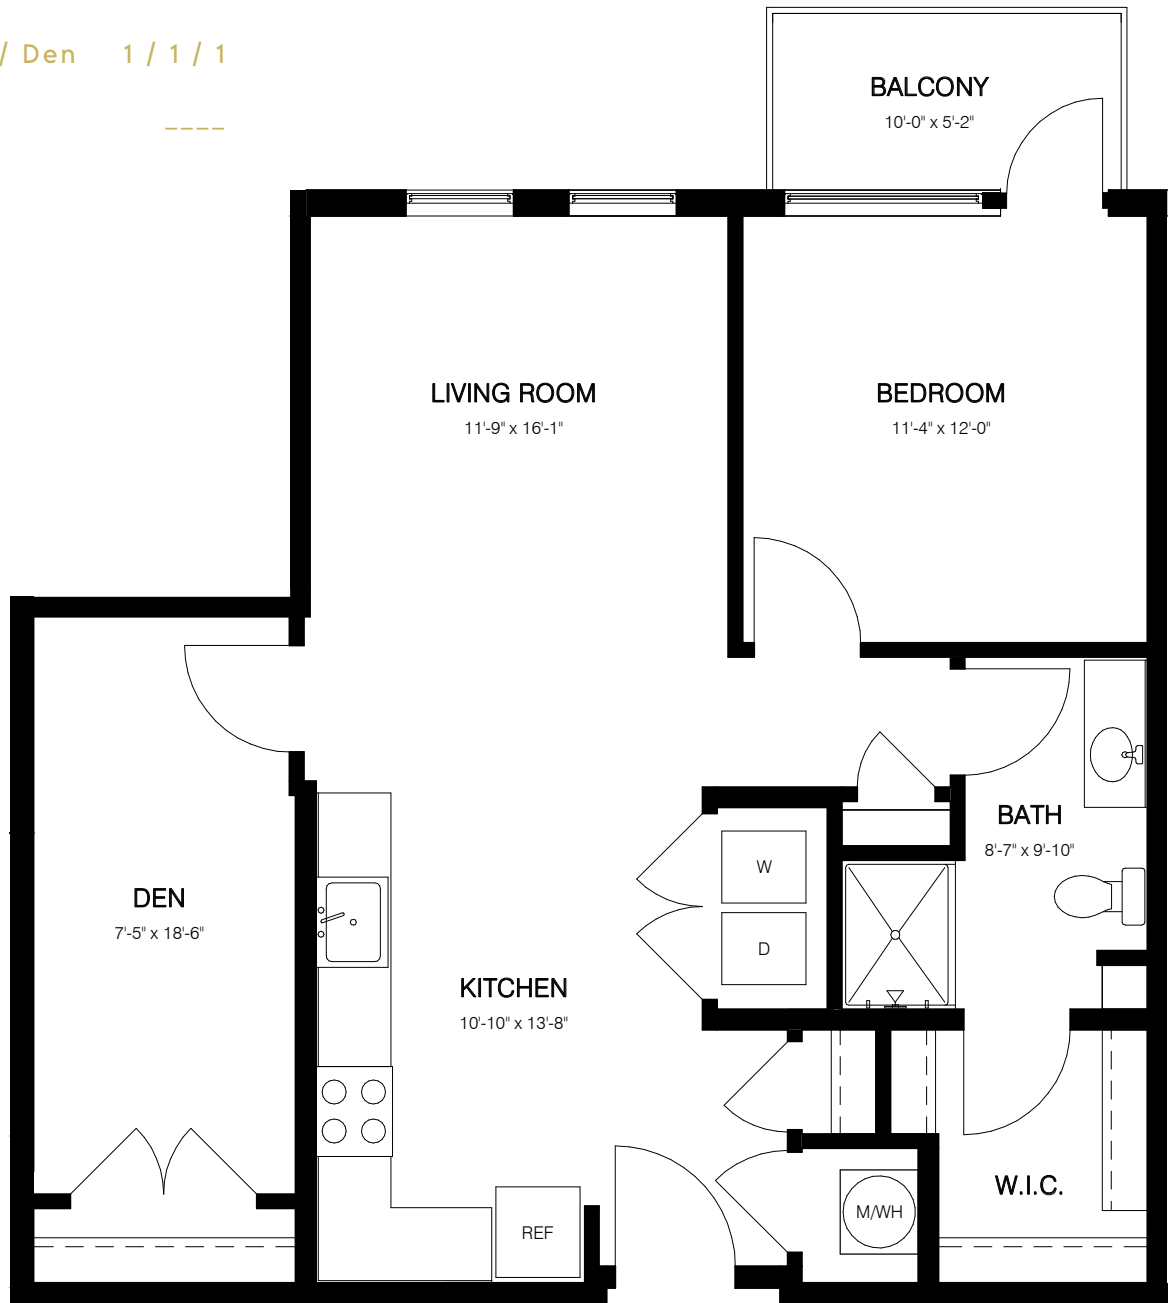 / Den 1 / 1 / 1
----
BALCONY
10'-0" x 5'-2"
LIVING ROOM
11'-9" x 16'-1"
BEDROOM
11'-4" x 12'-0"
BATH
8'-7" x 9'-10"
W
D
DEN
7'-5" x 18'-6"
KITCHEN
10'-10" x 13'-8"
W.I.C.
M/WH
REF